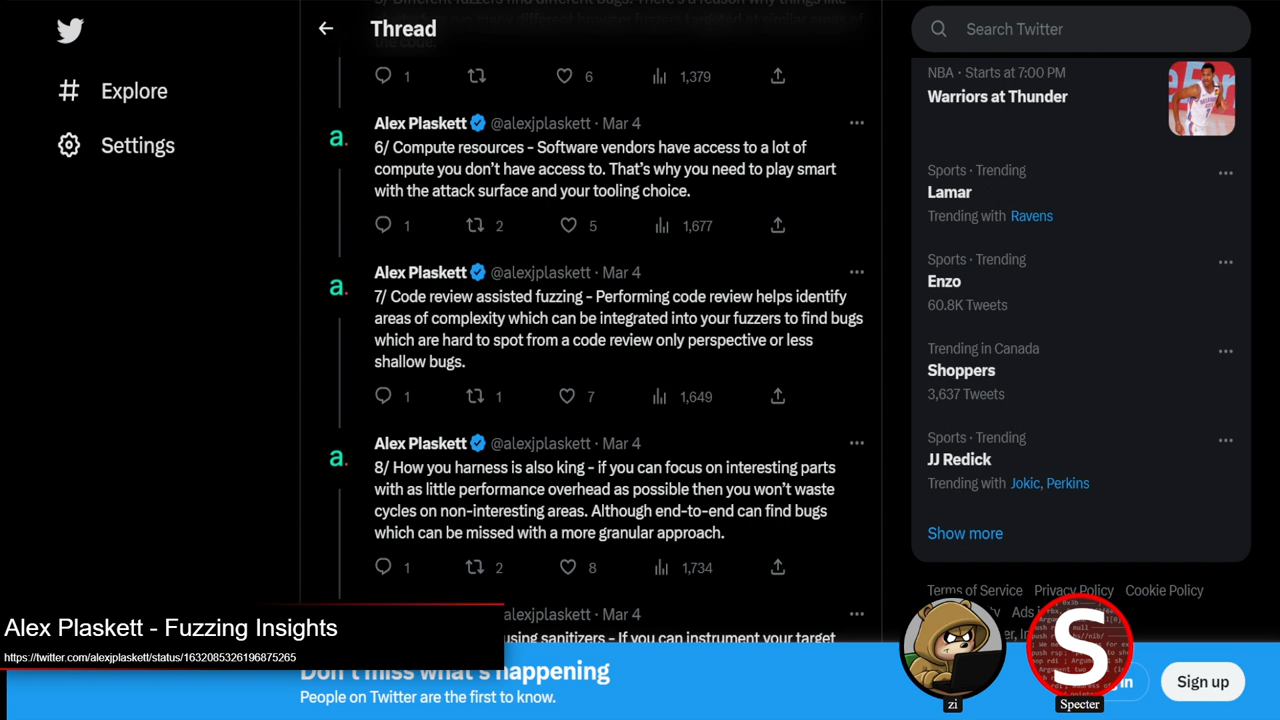 Explore
Settings
Thread
the code.
1 6 1,379
Alex Plaskett @alexjplaskett · Mar 4
a.
6/ Compute resources - Software vendors have access to a lot of
compute you don't have access to. That's why you need to play smart
with the attack surface and your tooling choice.
1 2 5 1,677
Alex Plaskett @alexjplaskett · Mar 4
a.
7/ Code review assisted fuzzing - Performing code review helps identify
areas of complexity which can be integrated into your fuzzers to find bugs
which are hard to spot from a code review only perspective or less
shallow bugs.
1 1 7 1,649
Alex Plaskett @alexjplaskett · Mar 4
a.
8/ How you harness is also king - if you can focus on interesting parts
with as little performance overhead as possible then you won't waste
cycles on non-interesting areas. Although end-to-end can find bugs
which can be missed with a more granular approach.
1 2 8 1,734
alexjplaskett · Mar 4
using sanitizers - If you can instrument your target
Search Twitter
NBA · Starts at 7:00 PM
Warriors at Thunder
Sports · Trending
Lamar
Trending with Ravens
Sports · Trending
Enzo
60.8K Tweets
Trending in Canada
Shoppers
3,637 Tweets
Sports · Trending
JJ Redick
Trending with Jokic, Perkins
Show more
Terms of Service Privacy Policy Cookie Policy
Alex Plaskett - Fuzzing Insights
https://twitter.com/alexjplaskett/status/1632085326196875265
Don't miss what's happening
People on Twitter are the first to know.
Sign up
zi
S
Specter